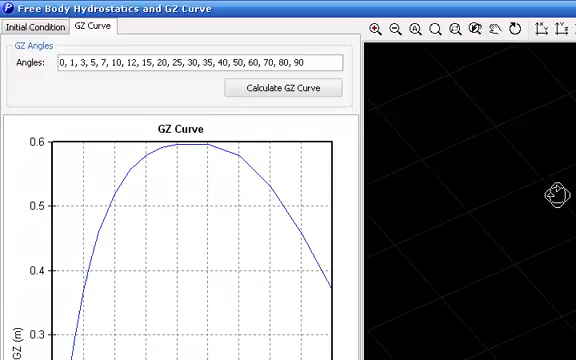 Free Body Hydrostatics and GZ Curve
Initial Condition
GZ Curve
GZ Angles
Angles:
0, 1, 3, 5, 7, 10, 12, 15, 20, 25, 30, 35, 40, 50, 60, 70, 80, 90
Calculate GZ Curve
GZ Curve
0.6
0.5
0.4
0.3
GZ (m)